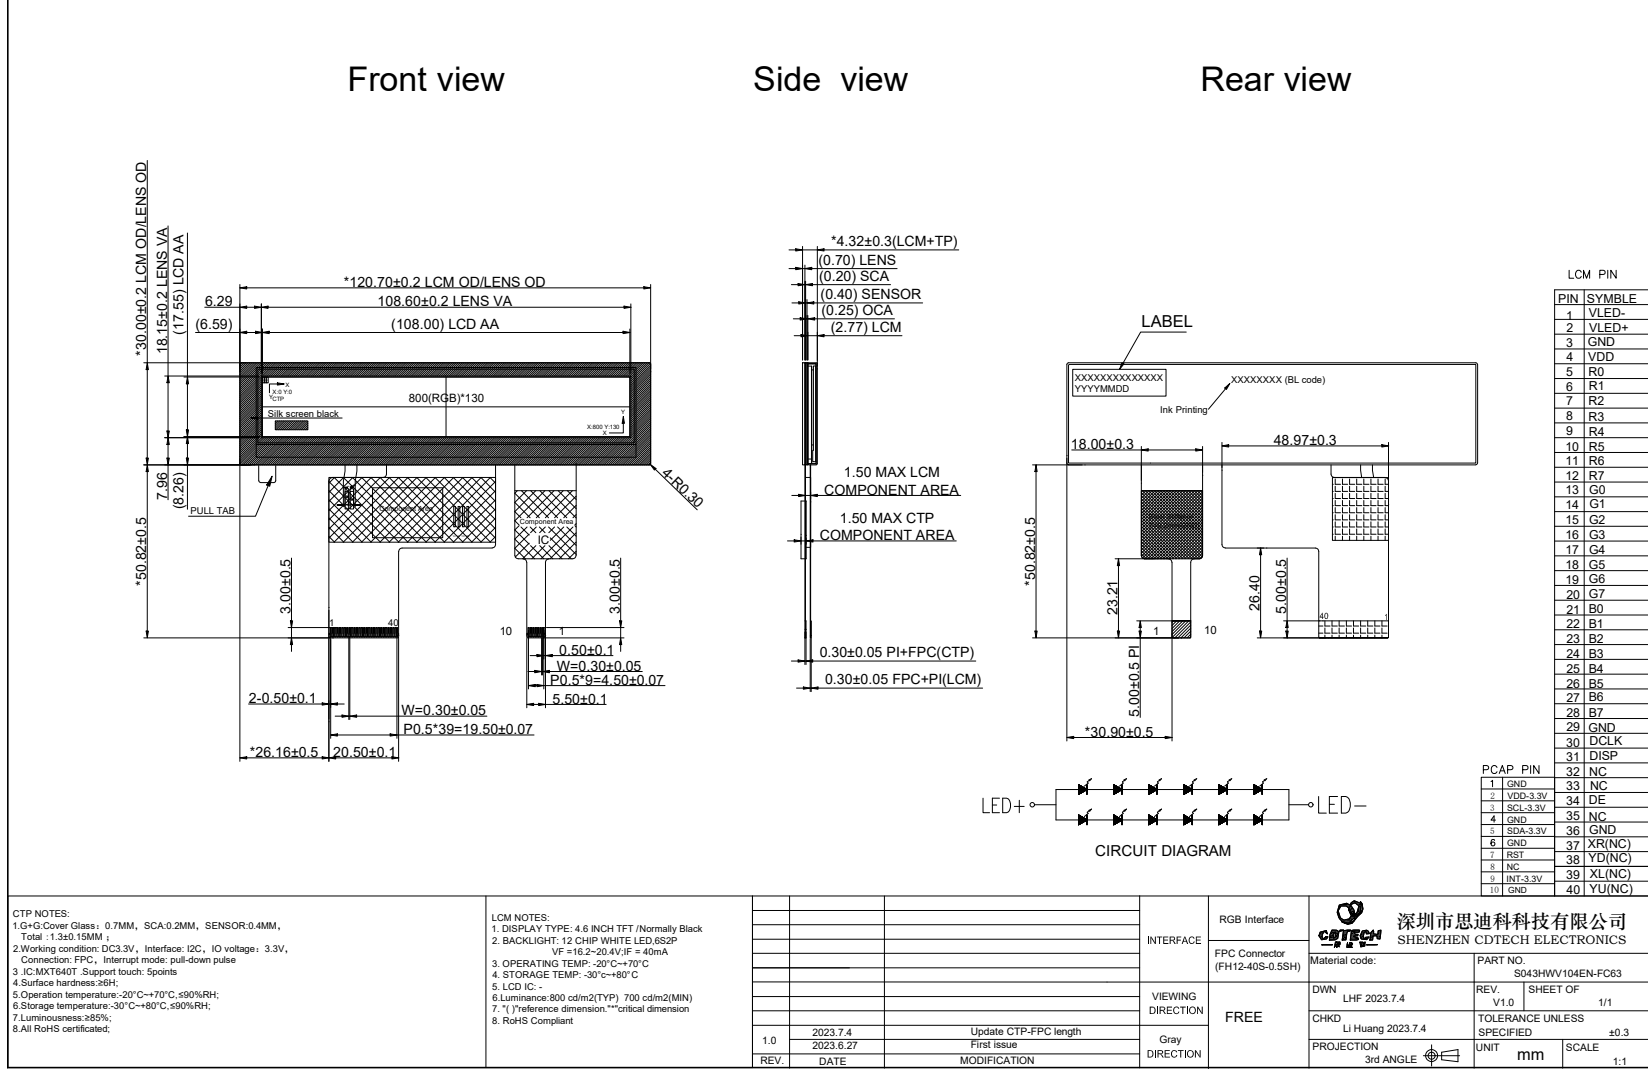 Front view
Side view
Rear view
*30.00±0.2 LCM OD/LENS OD
18.15±0.2 LENS VA
(17.55) LCD AA
*120.70±0.2 LCM OD/LENS OD
6.29
108.60±0.2 LENS VA
(6.59)
(108.00) LCD AA
X
X:0 Y:0
Y
CTP
800(RGB)*130
Silk screen black
Y
X:800 Y:130
X
7.96
(8.26)
PULL TAB
4-R0.30
Component Area
Component Area
IC
*50.82±0.5
3.00±0.5
1
40
10
1
3.00±0.5
0.50±0.1
W=0.30±0.05
P0.5*9=4.50±0.07
5.50±0.1
2-0.50±0.1
W=0.30±0.05
P0.5*39=19.50±0.07
*26.16±0.5
20.50±0.1
*4.32±0.3(LCM+TP)
(0.70) LENS
(0.20) SCA
(0.40) SENSOR
(0.25) OCA
(2.77) LCM
1.50 MAX LCM
COMPONENT AREA
1.50 MAX CTP
COMPONENT AREA
0.30±0.05 PI+FPC(CTP)
0.30±0.05 FPC+PI(LCM)
LABEL
XXXXXXXXXXXXXX
YYYYMMDD
XXXXXXXX (BL code)
Ink Printing
18.00±0.3
48.97±0.3
*50.82±0.5
23.21
26.40
5.00±0.5
40
1
1
10
5.00±0.5 PI
*30.90±0.5
LED+
LED-
CIRCUIT DIAGRAM
LCM PIN
PIN SYMBLE
1 VLED-
2 VLED+
3 GND
4 VDD
5 R0
6 R1
7 R2
8 R3
9 R4
10 R5
11 R6
12 R7
13 G0
14 G1
15 G2
16 G3
17 G4
18 G5
19 G6
20 G7
21 B0
22 B1
23 B2
24 B3
25 B4
26 B5
27 B6
28 B7
29 GND
30 DCLK
31 DISP
32 NC
33 NC
34 DE
35 NC
36 GND
37 XR(NC)
38 YD(NC)
39 XL(NC)
40 YU(NC)
PCAP PIN
1 GND
2 VDD-3.3V
3 SCL-3.3V
4 GND
5 SDA-3.3V
6 GND
7 RST
8 NC
9 INT-3.3V
10 GND
CTP NOTES:
1.G+G:Cover Glass：0.7MM，SCA:0.2MM，SENSOR:0.4MM，
Total :1.3±0.15MM ；
2.Working condition: DC3.3V，Interface: I2C，IO voltage：3.3V，
Connection: FPC，Interrupt mode: pull-down pulse
3 .IC:MXT640T .Support touch: 5points
4.Surface hardness:≥6H;
5.Operation temperature:-20°C~+70°C,≤90%RH;
6.Storage temperature:-30°C~+80°C,≤90%RH;
7.Luminousness:≥85%;
8.All RoHS certificated;
LCM NOTES:
1. DISPLAY TYPE: 4.6 INCH TFT /Normally Black
2. BACKLIGHT: 12 CHIP WHITE LED,6S2P
VF =16.2~20.4V;IF = 40mA
3. OPERATING TEMP: -20°C~+70°C
4. STORAGE TEMP: -30°c~+80°C
5. LCD IC: -
6.Luminance:800 cd/m2(TYP) 700 cd/m2(MIN)
7. "( )"reference dimension."*"critical dimension
8. RoHS Compliant
1.0
2023.7.4 Update CTP-FPC length
2023.6.27 First issue
REV. DATE MODIFICATION
INTERFACE
RGB Interface
FPC Connector
(FH12-40S-0.5SH)
VIEWING
DIRECTION
FREE
Gray
DIRECTION
CDTECH
思迪科
深圳市思迪科科技有限公司
SHENZHEN CDTECH ELECTRONICS
Material code:
PART NO.
S043HWV104EN-FC63
DWN
LHF 2023.7.4
REV.
V1.0
SHEET OF
1/1
CHKD
Li Huang 2023.7.4
TOLERANCE UNLESS
SPECIFIED ±0.3
PROJECTION
3rd ANGLE
UNIT
mm
SCALE
1:1